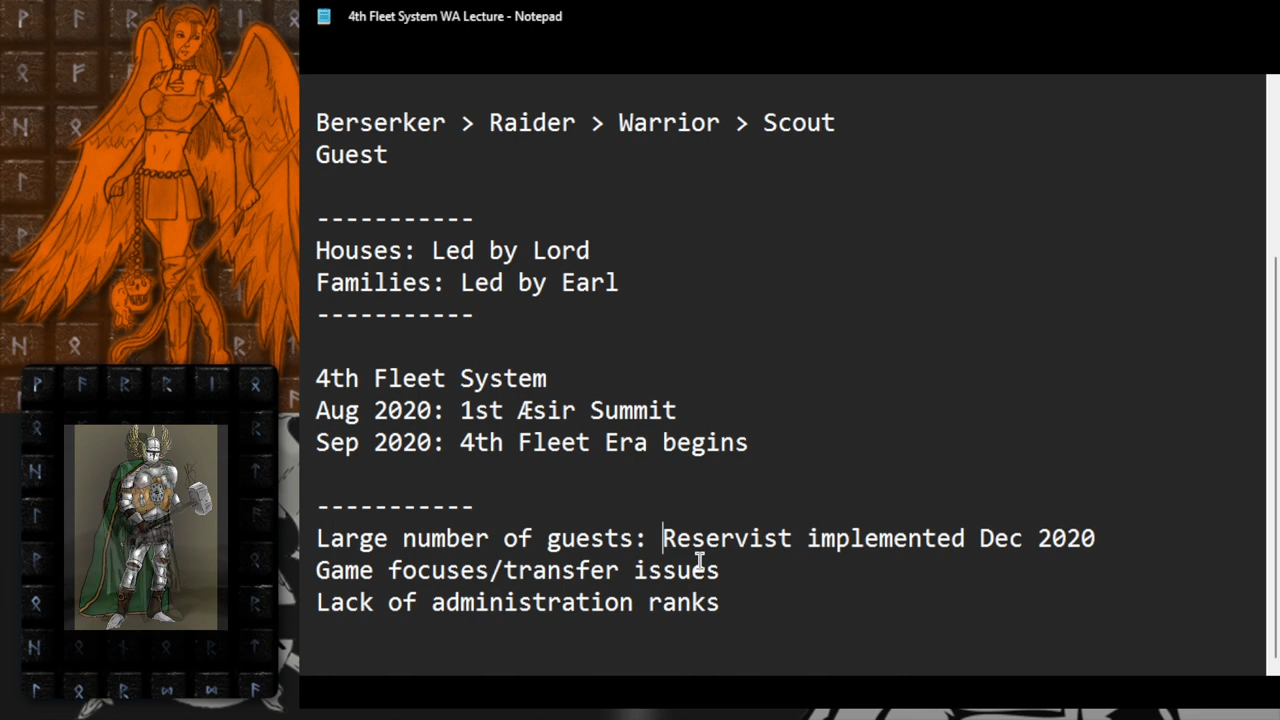 4th Fleet System WA Lecture - Notepad
Berserker > Raider > Warrior > Scout
Guest
-----------
Houses: Led by Lord
Families: Led by Earl
-----------
4th Fleet System
Aug 2020: 1st Æsir Summit
Sep 2020: 4th Fleet Era begins
-----------
Large number of guests: Reservist implemented Dec 2020
Game focuses/transfer issues
Lack of administration ranks